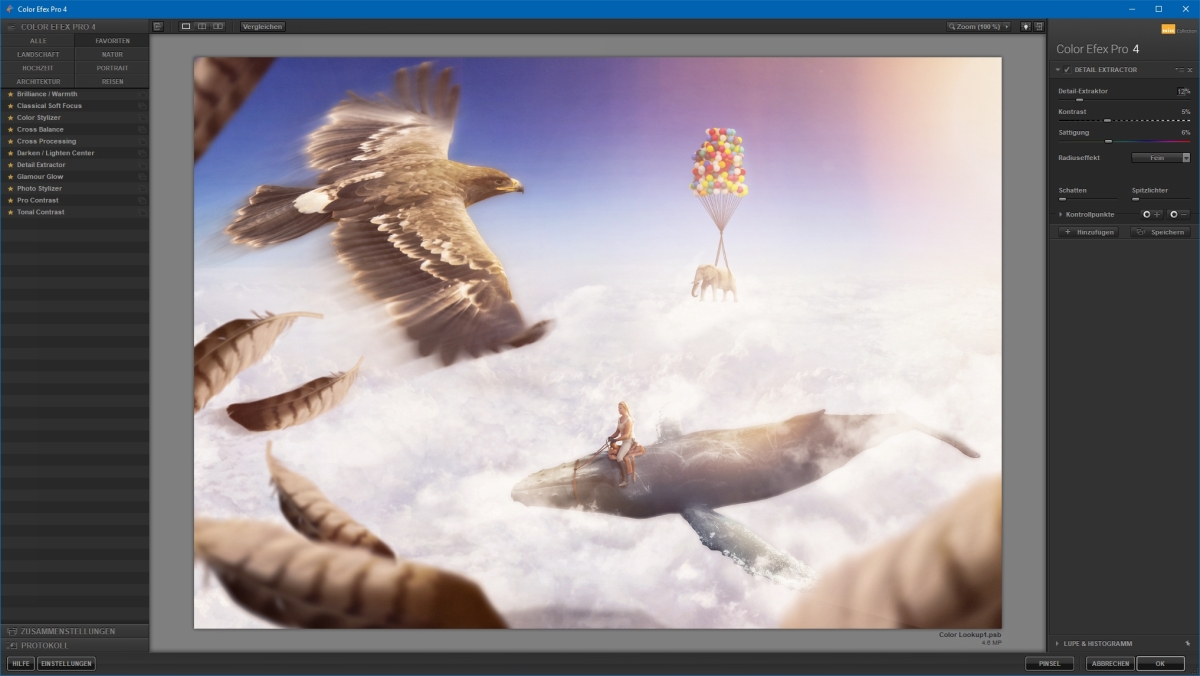 Color Efex Pro 4
COLOR EFEX PRO 4
Vergleichen
Zoom (100 %)
ALLE FAVORITEN
LANDSCHAFT NATUR
HOCHZEIT PORTRAIT
ARCHITEKTUR REISEN
Brilliance / Warmth
Classical Soft Focus
Color Stylizer
Cross Balance
Cross Processing
Darken / Lighten Center
Detail Extractor
Glamour Glow
Photo Stylizer
Pro Contrast
Tonal Contrast
ZUSAMMENSTELLUNGEN
PROTOKOLL
HILFE EINSTELLUNGEN
Color Lookup1.psb
4.6 MP
Color Efex Pro 4
DETAIL EXTRACTOR
Detail-Extraktor 12%
Kontrast 5%
Sättigung 6%
Radiuseffekt Fein
Schatten Spitzlichter
Kontrollpunkte
Hinzufügen Speichern
LUPE & HISTOGRAMM
PINSEL ABBRECHEN OK